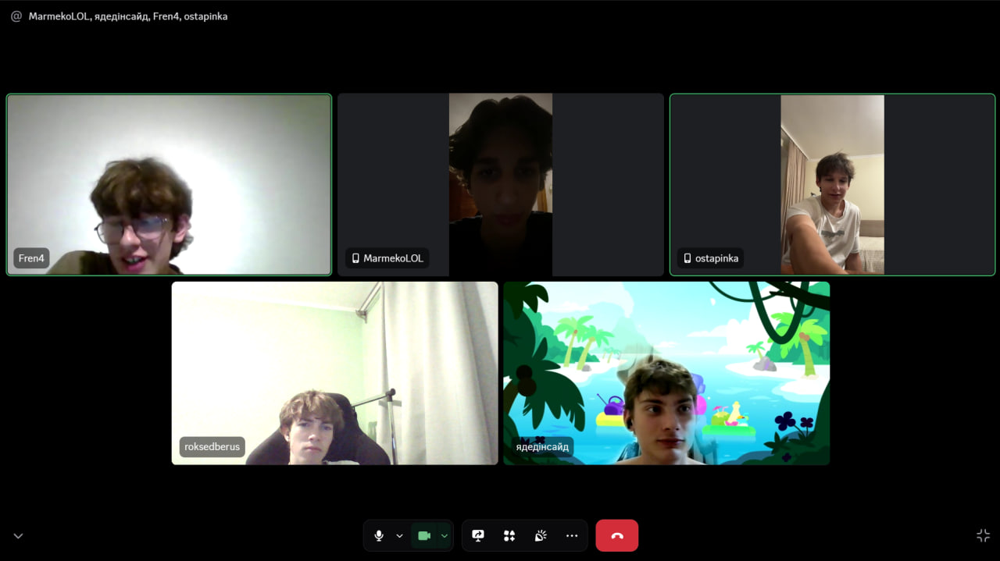 MarmekoLOL, ядедінсайд, Fren4, ostapinka
Fren4
MarmekoLOL
ostapinka
roksedberus
ядедінсайд